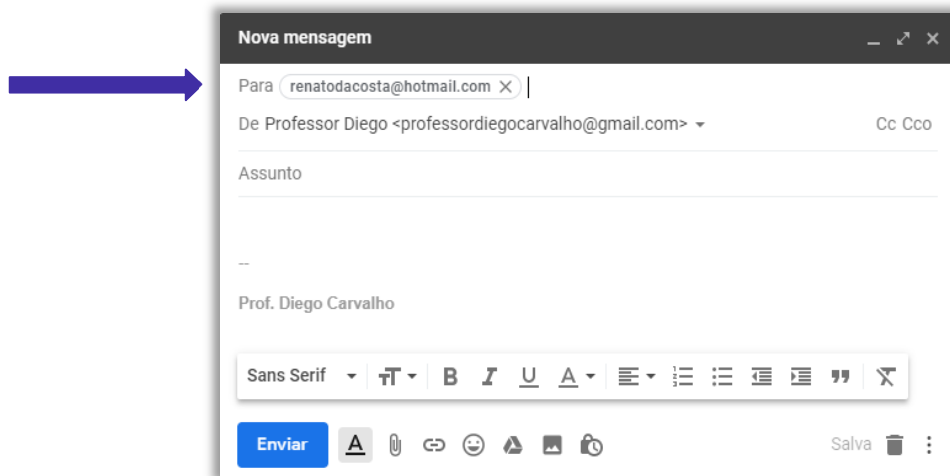 Nova mensagem
Para renatodacosta@hotmail.com
De Professor Diego <professordiegocarvalho@gmail.com> Cc Cco
Assunto
--
Prof. Diego Carvalho
Sans Serif B I U A
Enviar A Salva